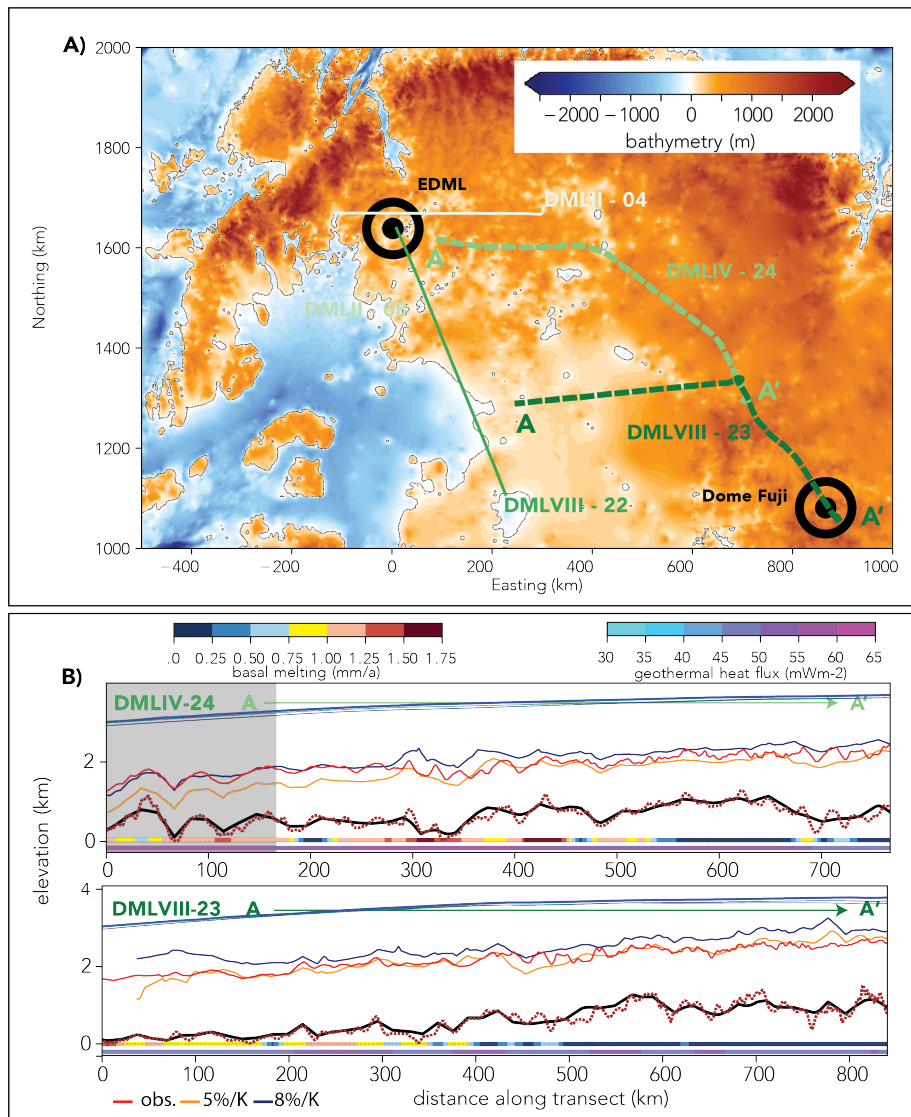 A)
2000
1800
1600
1400
1200
1000
Northing (km)
−2000 −1000 0 1000 2000
bathymetry (m)
EDML
DMLII - 04
A
DMLIV - 24
A'
A
DMLVIII - 23
DMLVIII - 22
Dome Fuji
A'
−400 −200 0 200 400 600 800 1000
Easting (km)
.0 0.25 0.50 0.75 1.00 1.25 1.50 1.75
basal melting (mm/a)
30 35 40 45 50 55 60 65
geothermal heat flux (mWm-2)
B)
DMLIV-24 A A'
2
0
0 100 200 300 400 500 600 700
elevation (km)
4
DMLVIII-23 A A'
2
0
0 100 200 300 400 500 600 700 800
obs. 5%/K 8%/K
distance along transect (km)